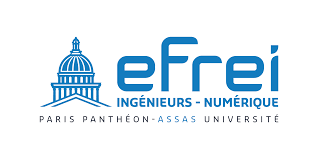 efrei
INGÉNIEURS - NUMÉRIQUE
PARIS PANTHÉON-ASSAS UNIVERSITÉ